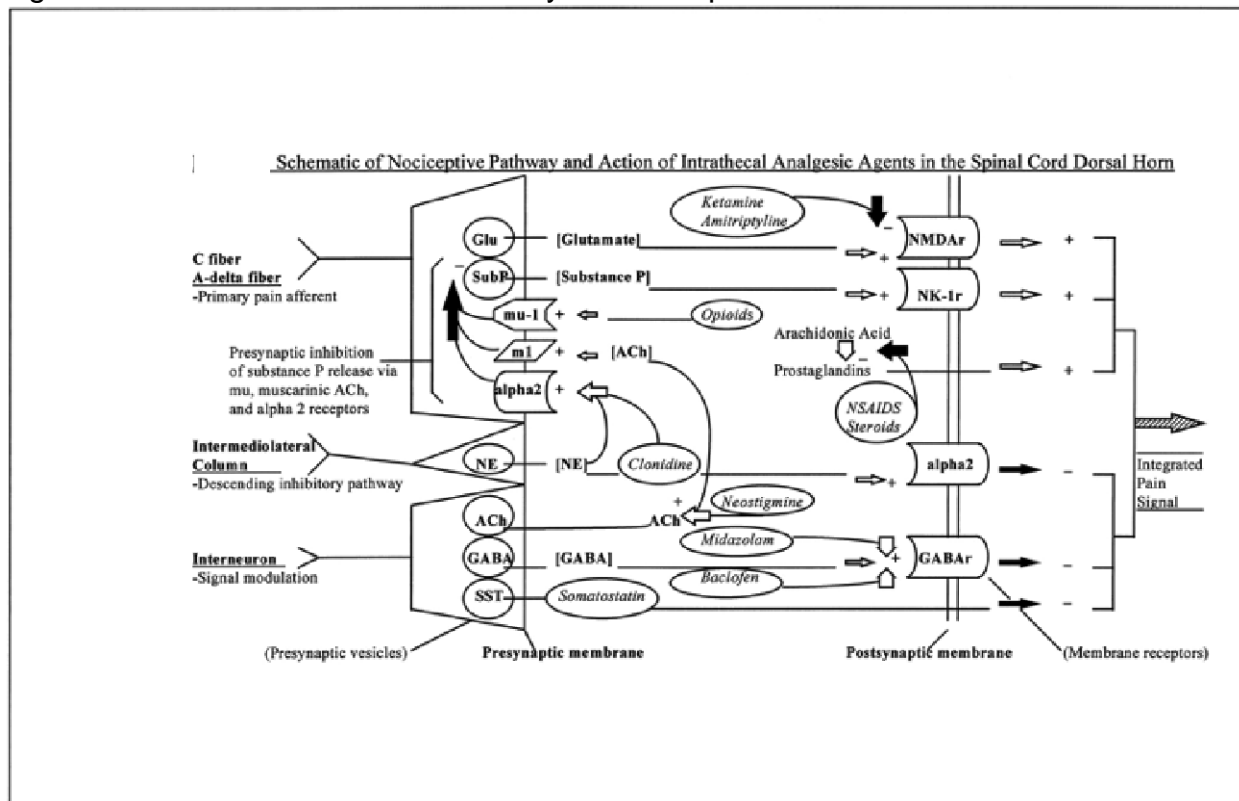 Schematic of Nociceptive Pathway and Action of Intrathecal Analgesic Agents in the Spinal Cord Dorsal Horn
Ketamine
Amitriptyline
Glu
[Glutamate]
-
+
NMDAr
+
C fiber
A-delta fiber
-Primary pain afferent
-
SubP
[Substance P]
+
NK-1r
+
mu-1
+
Opioids
m1
+
[ACh]
Arachidonic Acid
-
Prostaglandins
+
Presynaptic inhibition
of substance P release via
mu, muscarinic ACh,
and alpha 2 receptors
alpha2
+
NSAIDS
Steroids
Intermediolateral
Column
-Descending inhibitory pathway
NE
[NE]
Clonidine
+
alpha2
-
Integrated
Pain
Signal
ACh
+
ACh
Neostigmine
Midazolam
Interneuron
-Signal modulation
GABA
[GABA]
+
GABAr
-
Baclofen
SST
Somatostatin
-
(Presynaptic vesicles)
Presynaptic membrane
Postsynaptic membrane
(Membrane receptors)